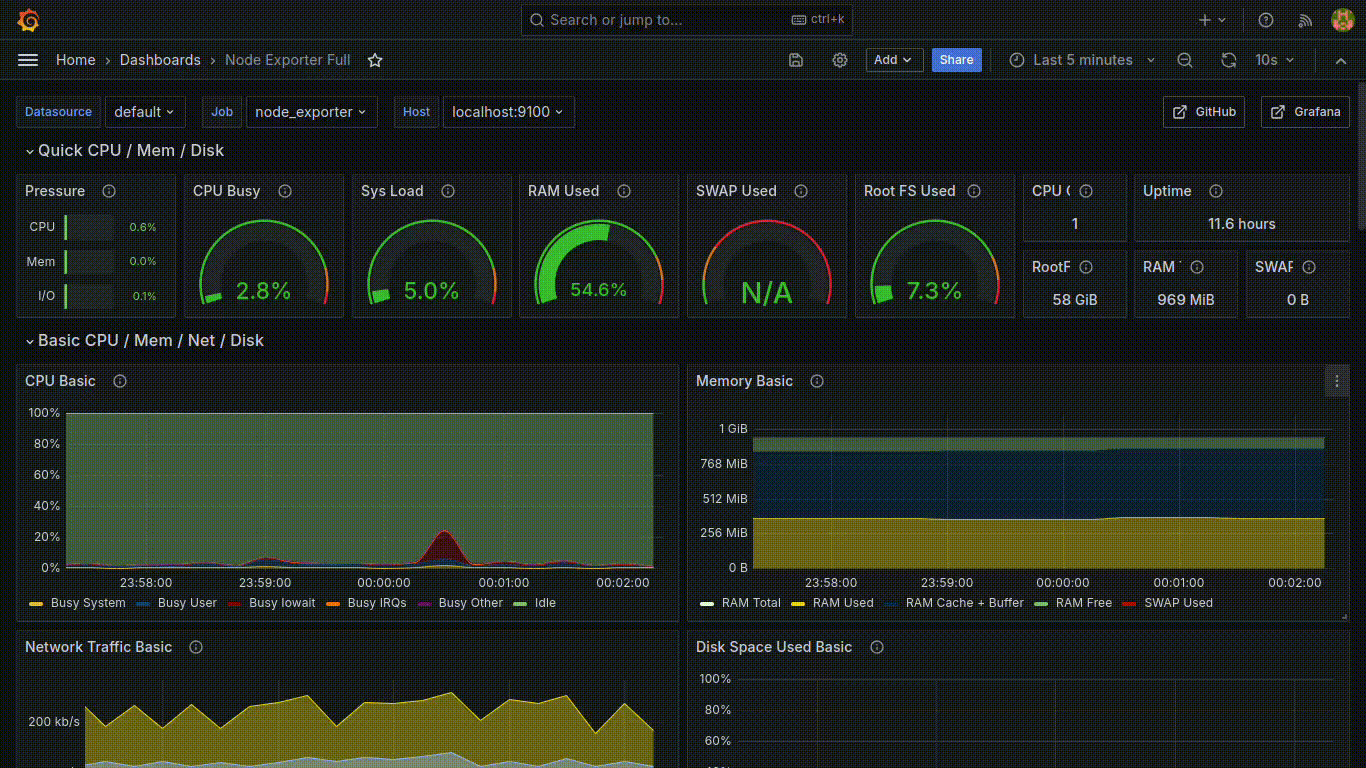 Search or jump to... ctrl+k
Home › Dashboards › Node Exporter Full Add Share Last 5 minutes 10s
Datasource default Job node_exporter Host localhost:9100 GitHub Grafana
Quick CPU / Mem / Disk
Pressure
CPU 0.6%
Mem 0.0%
I/O 0.1%
CPU Busy
2.8%
Sys Load
5.0%
RAM Used
54.6%
SWAP Used
N/A
Root FS Used
7.3%
CPU
1
Uptime
11.6 hours
RootF
58 GiB
RAM
969 MiB
SWAP
0 B
Basic CPU / Mem / Net / Disk
CPU Basic
100%
80%
60%
40%
20%
0%
23:58:00 23:59:00 00:00:00 00:01:00 00:02:00
Busy System Busy User Busy Iowait Busy IRQs Busy Other Idle
Memory Basic
1 GiB
768 MiB
512 MiB
256 MiB
0 B
23:58:00 23:59:00 00:00:00 00:01:00 00:02:00
RAM Total RAM Used RAM Cache + Buffer RAM Free SWAP Used
Network Traffic Basic
200 kb/s
Disk Space Used Basic
100%
80%
60%